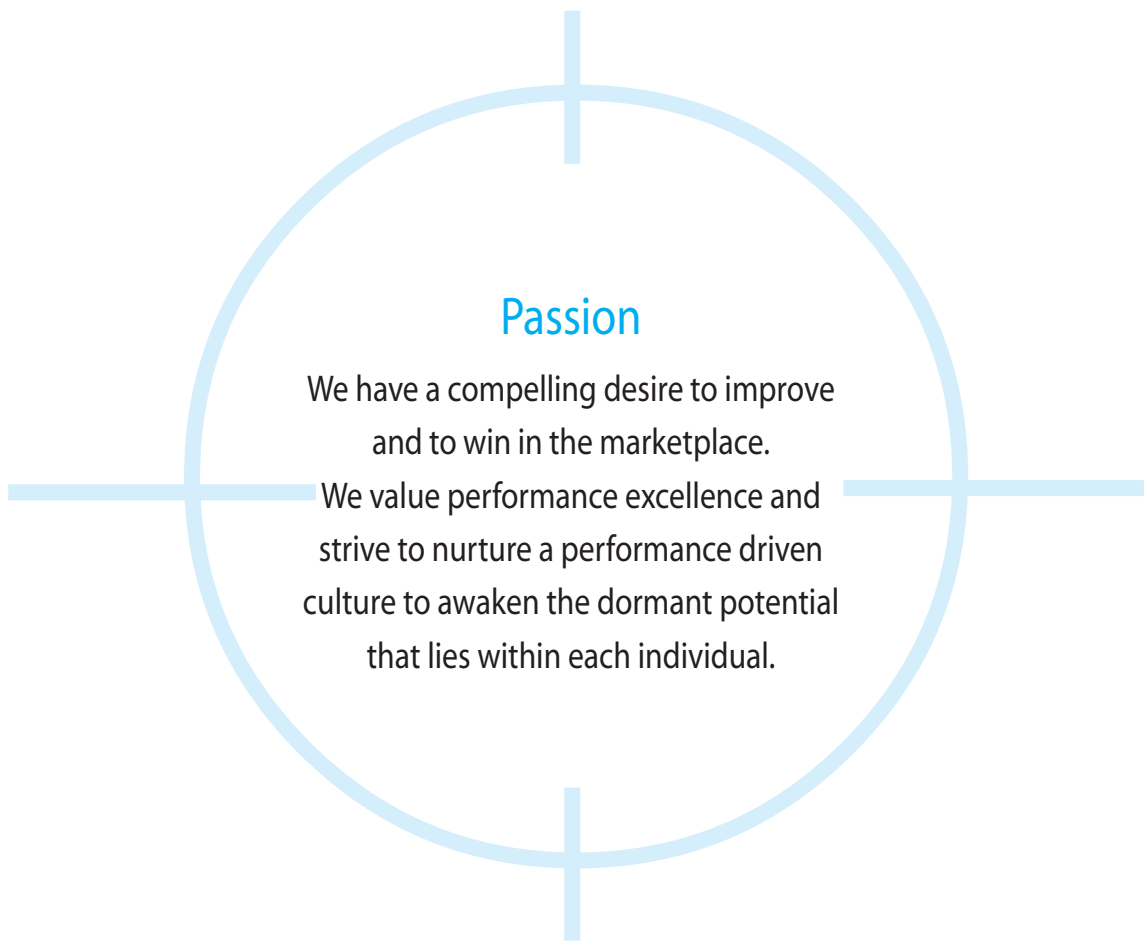 Passion
We have a compelling desire to improve
and to win in the marketplace.
We value performance excellence and
strive to nurture a performance driven
culture to awaken the dormant potential
that lies within each individual.